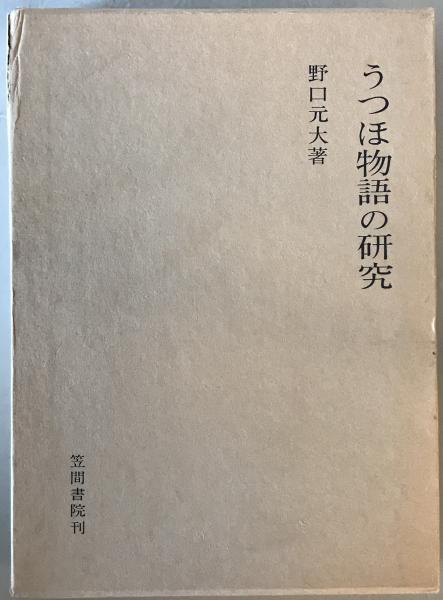 うつほ物語の研究
野口元大著
笠間書院刊